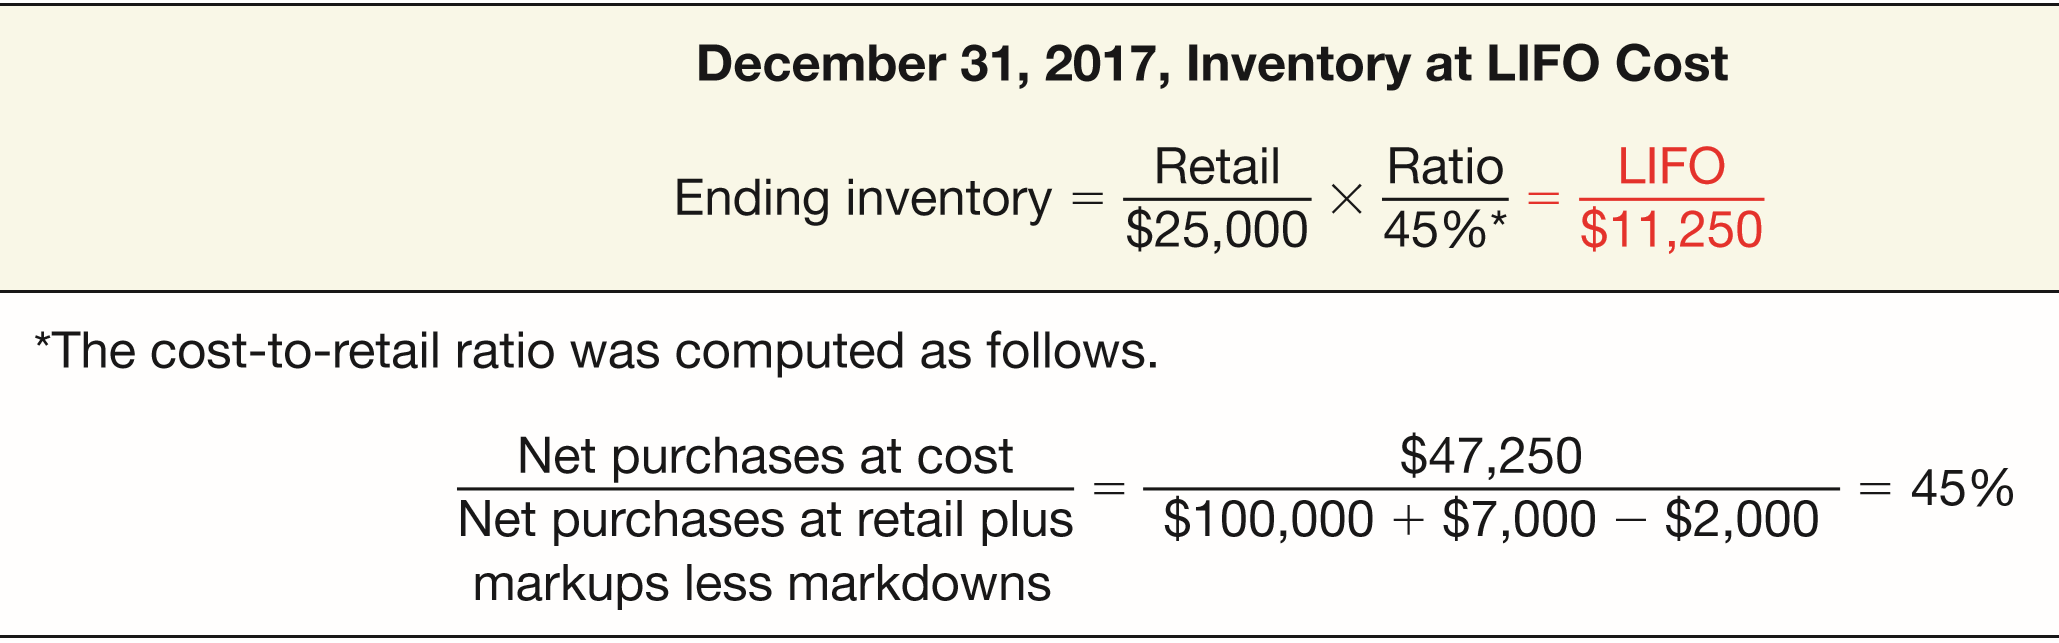 December 31, 2017, Inventory at LIFO Cost
Retail Ratio LIFO
Ending inventory = × =
$25,000 45%* $11,250
*The cost-to-retail ratio was computed as follows.
Net purchases at cost $47,250
= = 45%
Net purchases at retail plus $100,000 + $7,000 − $2,000
markups less markdowns